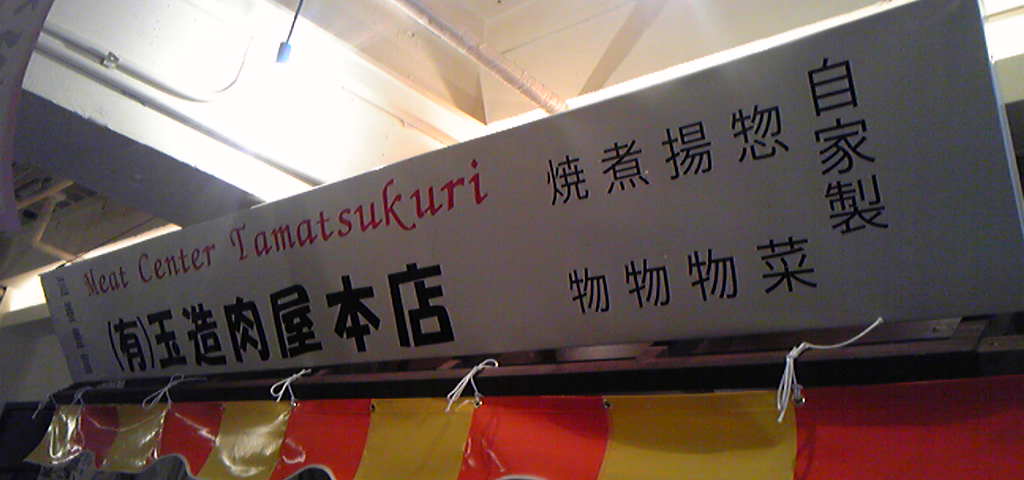 Meat Center Tamatsukuri
(有)玉造肉屋本店
自家製
惣菜
揚物
煮物
焼物